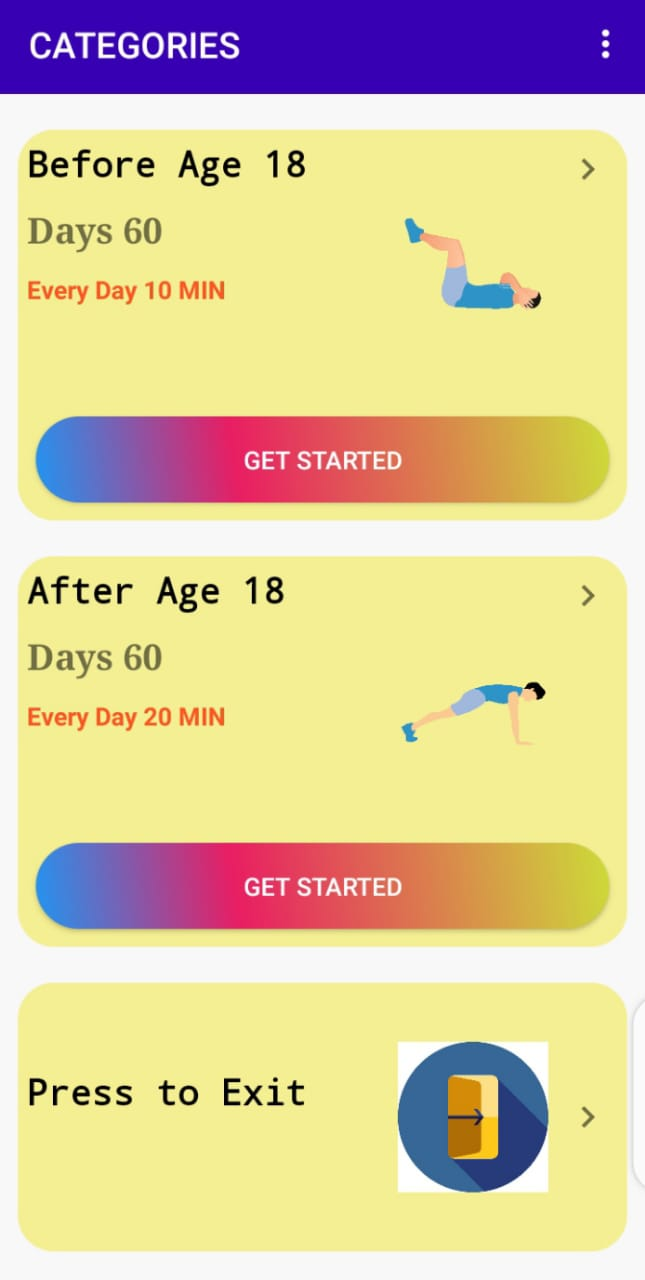 CATEGORIES
Before Age 18
Days 60
Every Day 10 MIN
GET STARTED
After Age 18
Days 60
Every Day 20 MIN
GET STARTED
Press to Exit